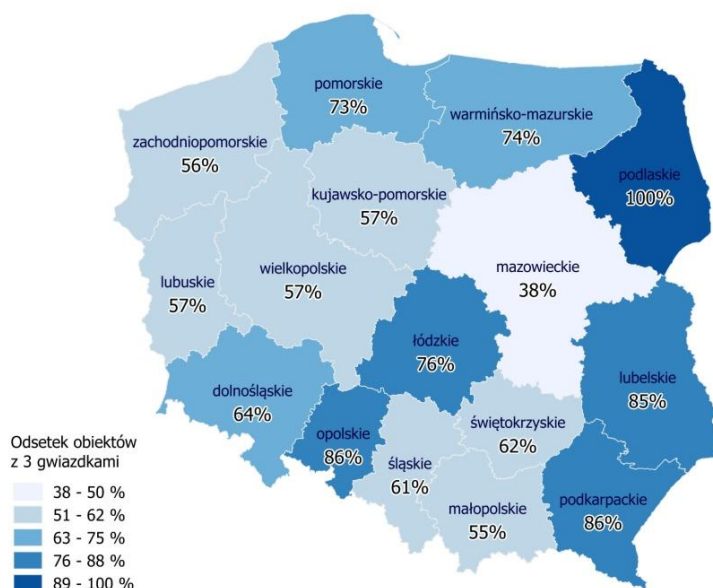 pomorskie
73%
warmińsko-mazurskie
74%
zachodniopomorskie
56%
podlaskie
100%
kujawsko-pomorskie
57%
mazowieckie
38%
wielkopolskie
57%
lubuskie
57%
łódzkie
76%
lubelskie
85%
dolnośląskie
64%
opolskie
86%
świętokrzyskie
62%
śląskie
61%
małopolskie
55%
podkarpackie
86%
Odsetek obiektów
z 3 gwiazdkami
38 - 50 %
51 - 62 %
63 - 75 %
76 - 88 %
89 - 100 %